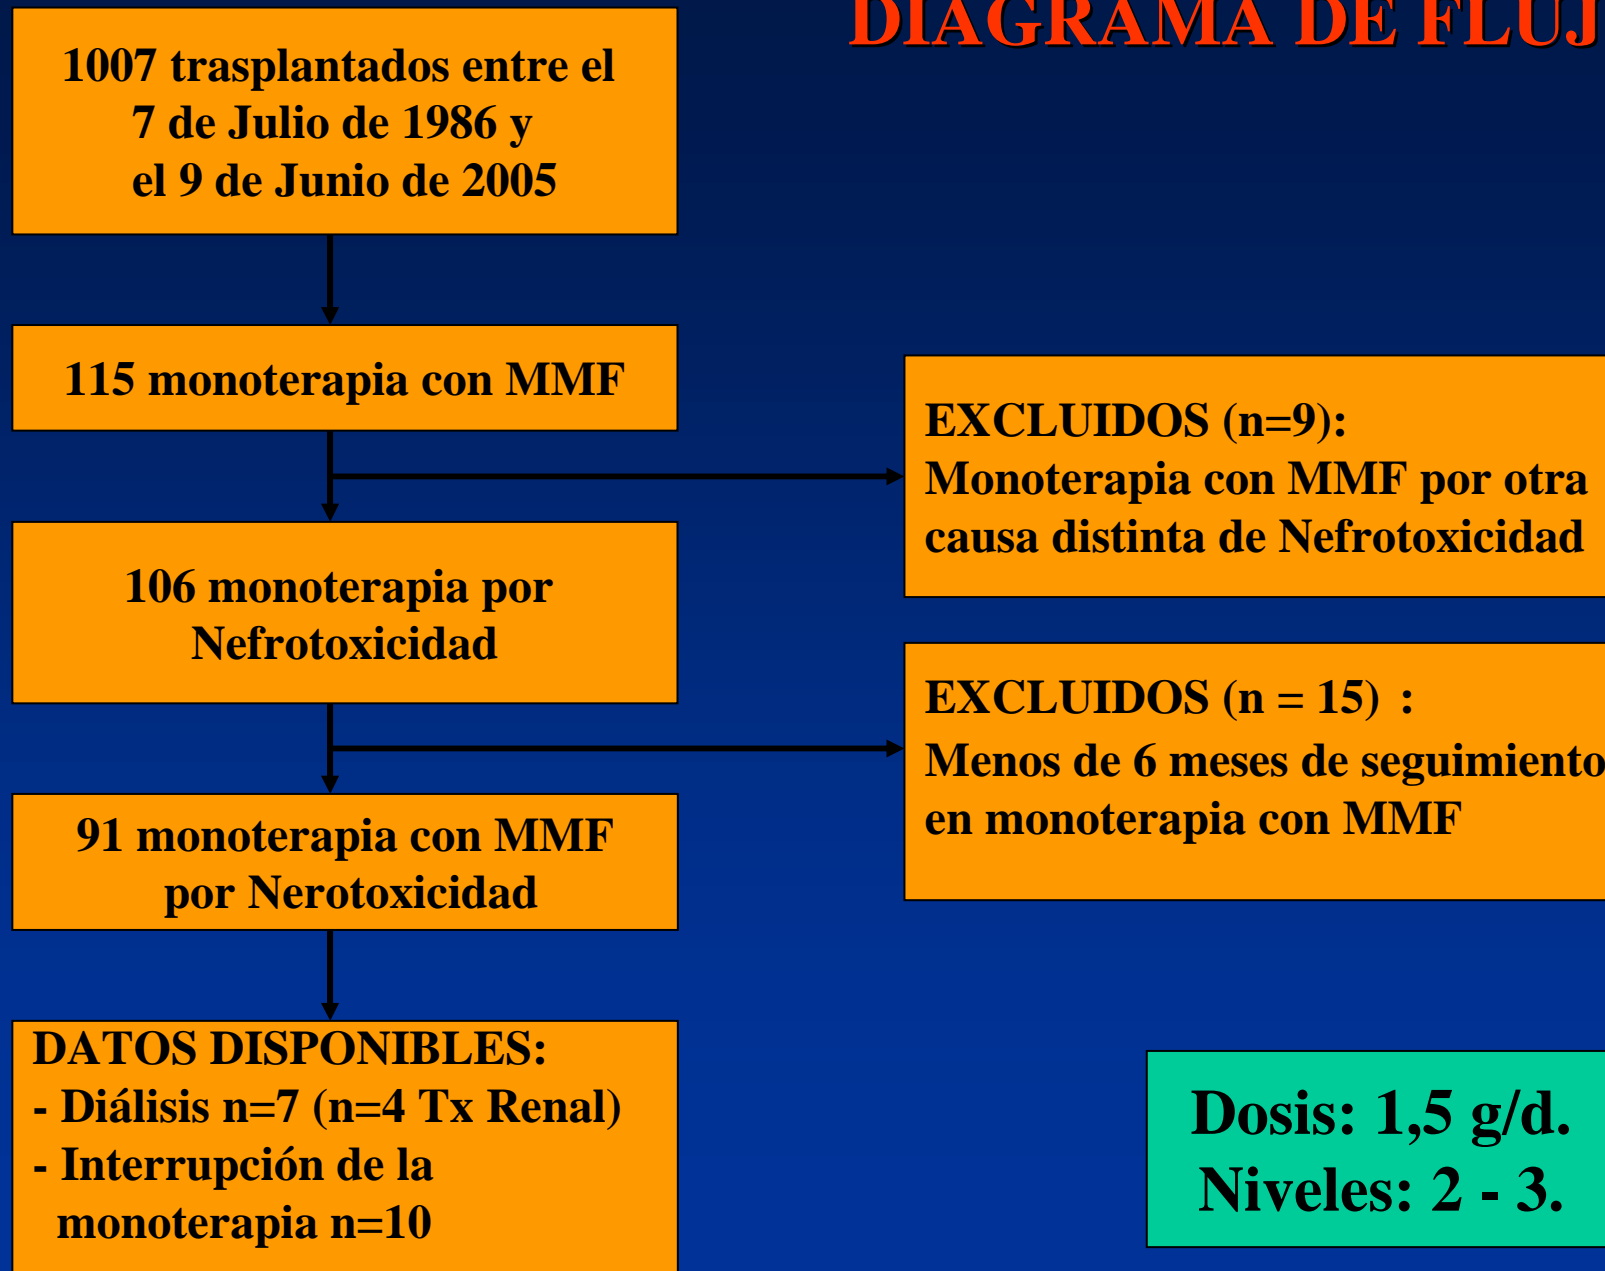 DIAGRAMA DE FLUJ
1007 trasplantados entre el
7 de Julio de 1986 y
el 9 de Junio de 2005
115 monoterapia con MMF
EXCLUIDOS (n=9):
Monoterapia con MMF por otra
causa distinta de Nefrotoxicidad
106 monoterapia por
Nefrotoxicidad
EXCLUIDOS (n = 15) :
Menos de 6 meses de seguimiento
en monoterapia con MMF
91 monoterapia con MMF
por Nerotoxicidad
DATOS DISPONIBLES:
- Diálisis n=7 (n=4 Tx Renal)
- Interrupción de la
monoterapia n=10
Dosis: 1,5 g/d.
Niveles: 2 - 3.